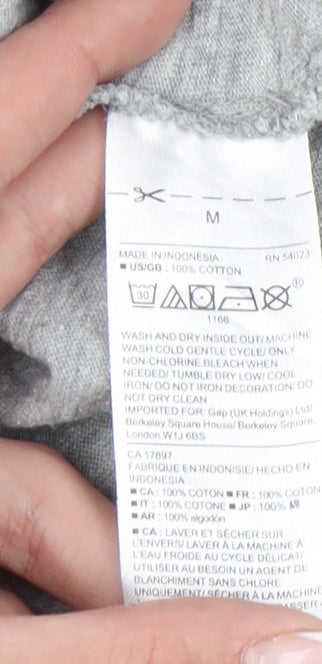 M
MADE IN INDONESIA RN 54023
■ US/GB : 100% COTTON
30 ®
1166
WASH AND DRY INSIDE OUT/ MACHINE
WASH COLD GENTLE CYCLE/ ONLY
NON-CHLORINE BLEACH WHEN
NEEDED/ TUMBLE DRY LOW/ COOL
IRON/ DO NOT IRON DECORATION/ DO
NOT DRY CLEAN
IMPORTED FOR: Gap (UK Holdings) Ltd/
Berkeley Square House/ Berkeley Square,
London W1J 6BS
CA 17897
FABRIQUE EN INDONISIE/ HECHO EN
INDONESIA
■ CA : 100% COTON ■ FR : 100% COTON
■ IT : 100% COTONE ■ JP : 100% 綿
■ AR : 100% algodón
■ CA : LAVER ET SÉCHER SUR
L'ENVERS/ LAVER À LA MACHINE À
L'EAU FROIDE AU CYCLE DÉLICAT/
UTILISER AU BESOIN UN AGENT DE
BLANCHIMENT SANS CHLORE
UNIQUEMENT/ SÉCHER À LA MACHINE